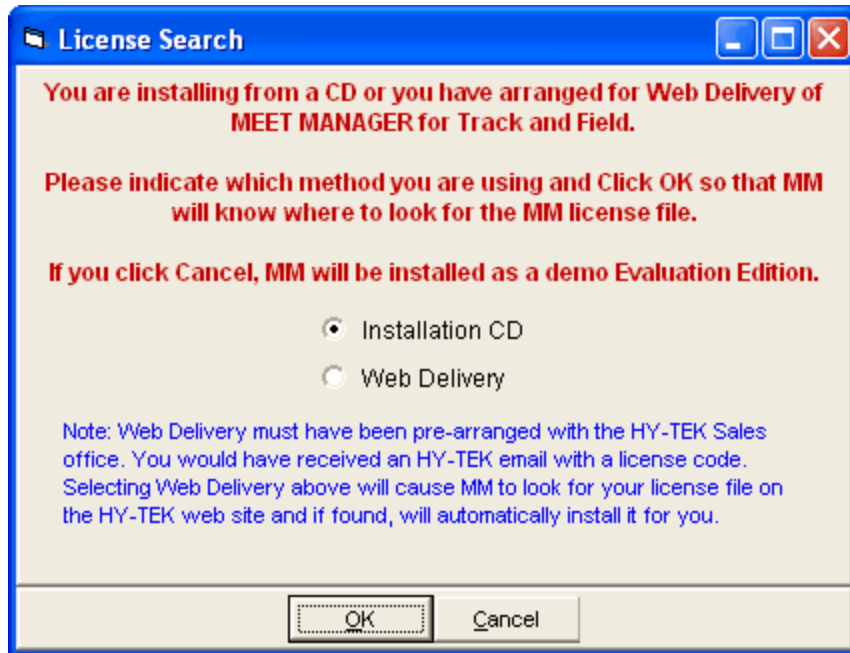 License Search
You are installing from a CD or you have arranged for Web Delivery of
MEET MANAGER for Track and Field.
Please indicate which method you are using and Click OK so that MM
will know where to look for the MM license file.
If you click Cancel, MM will be installed as a demo Evaluation Edition.
Installation CD
Web Delivery
Note: Web Delivery must have been pre-arranged with the HY-TEK Sales
office. You would have received an HY-TEK email with a license code.
Selecting Web Delivery above will cause MM to look for your license file on
the HY-TEK web site and if found, will automatically install it for you.
OK
Cancel